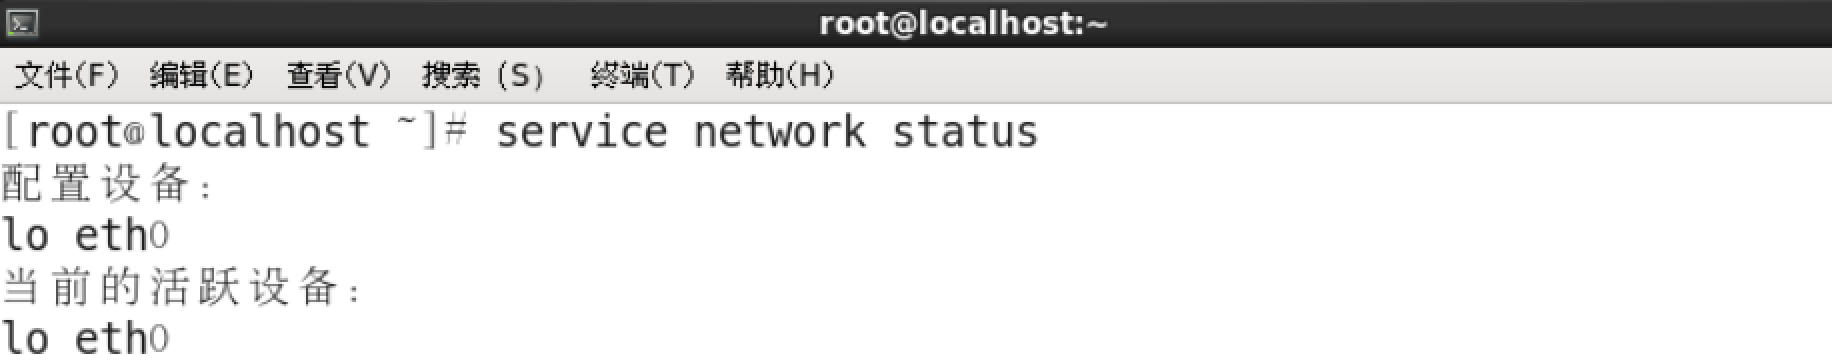 root@localhost:~
文件(F) 编辑(E) 查看(V) 搜索 (S) 终端(T) 帮助(H)
[root@localhost ~]# service network status
配置设备：
lo eth0
当前的活跃设备：
lo eth0